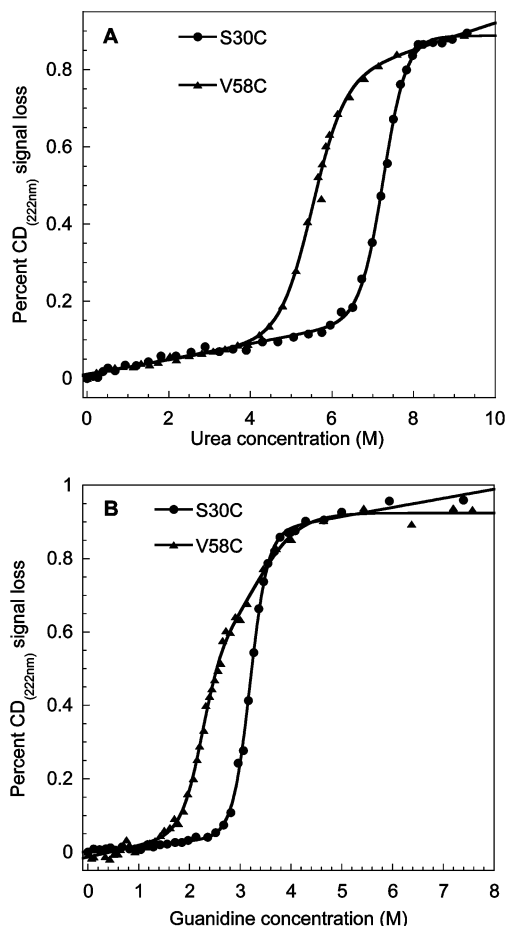 A
S30C
V58C
Percent CD(222nm) signal loss
0.8
0.6
0.4
0.2
0
0 2 4 6 8 10
Urea concentration (M)
B
S30C
V58C
Percent CD(222nm) signal loss
1
0.8
0.6
0.4
0.2
0
0 1 2 3 4 5 6 7 8
Guanidine concentration (M)